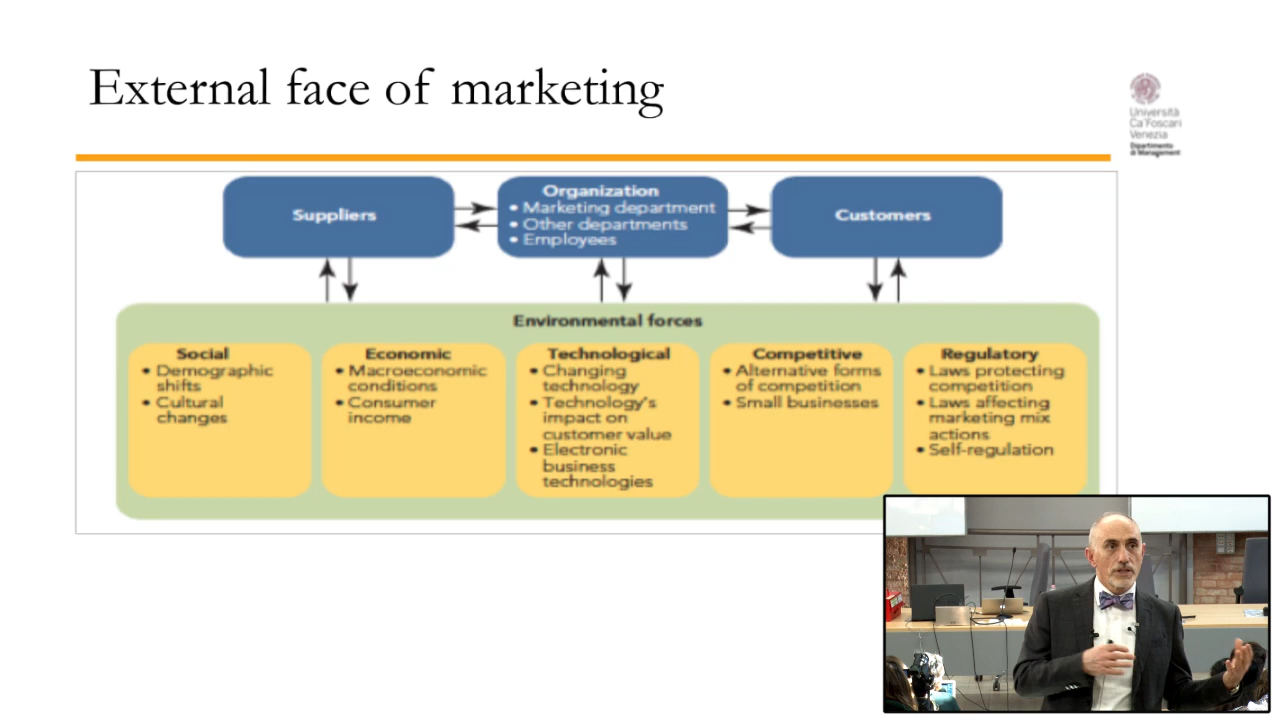 External face of marketing
Università
Ca'Foscari
Venezia
Dipartimento
di Management
Suppliers
Organization
• Marketing department
• Other departments
• Employees
Customers
Environmental forces
Social
• Demographic
shifts
• Cultural
changes
Economic
• Macroeconomic
conditions
• Consumer
income
Technological
• Changing
technology
• Technology's
impact on
customer value
• Electronic
business
technologies
Competitive
• Alternative forms
of competition
• Small businesses
Regulatory
• Laws protecting
competition
• Laws affecting
marketing mix
actions
• Self-regulation